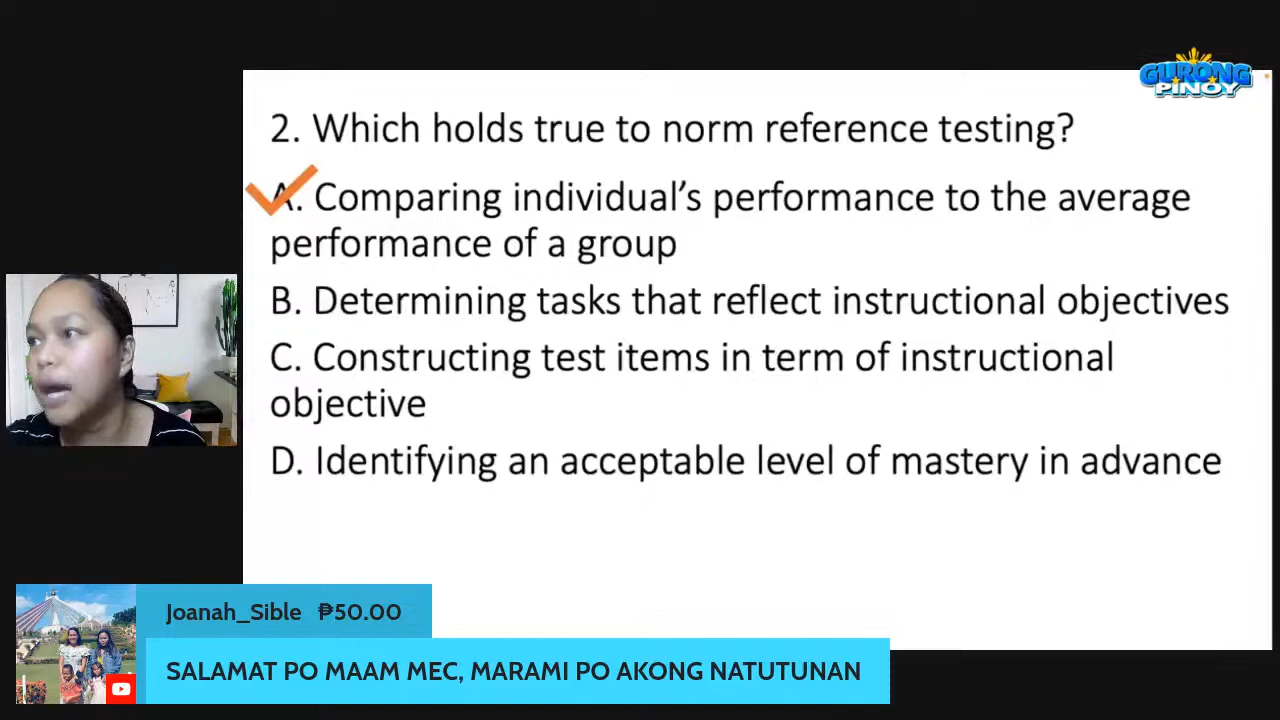 GURONG
PINOY
2. Which holds true to norm reference testing?
A. Comparing individual's performance to the average
performance of a group
B. Determining tasks that reflect instructional objectives
C. Constructing test items in term of instructional
objective
D. Identifying an acceptable level of mastery in advance
Joanah_Sible ₱50.00
SALAMAT PO MAAM MEC, MARAMI PO AKONG NATUTUNAN